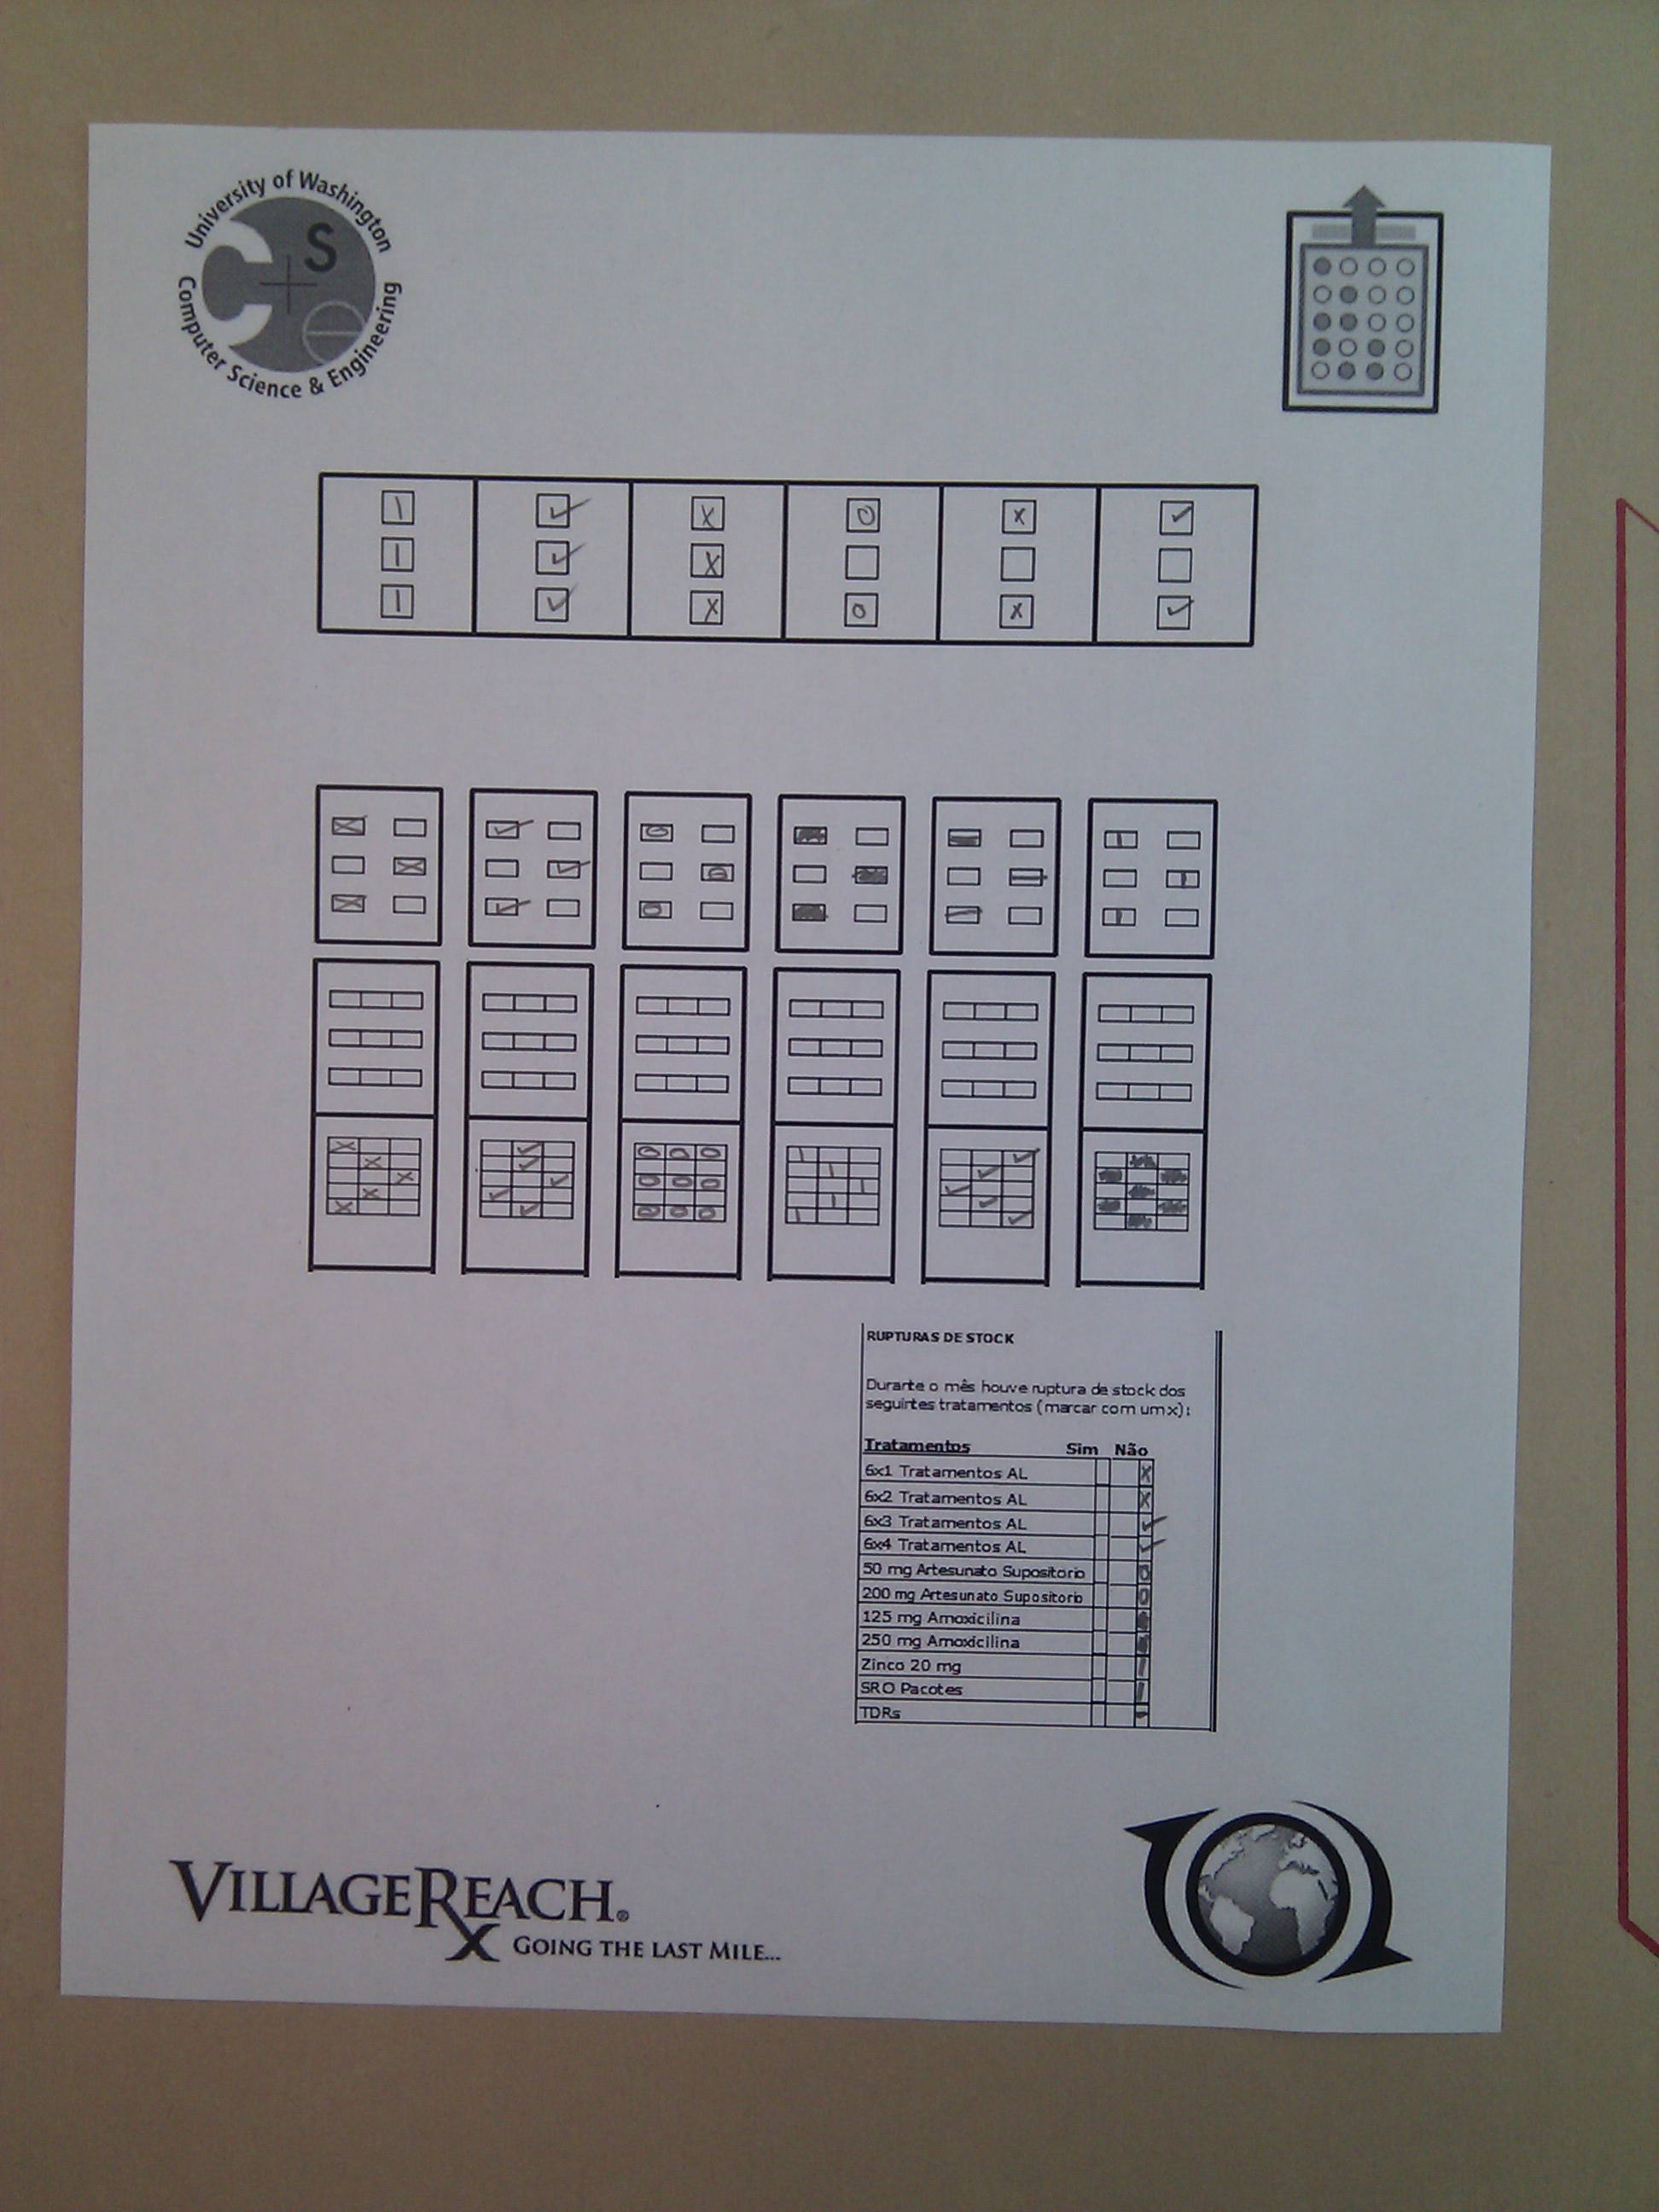 University of Washington
Computer Science & Engineering
C S e
RUPTURAS DE STOCK
Durante o mês houve ruptura de stock dos
seguintes tratamentos (marcar com um x):
Tratamentos Sim Não
6x1 Tratamentos AL X
6x2 Tratamentos AL X
6x3 Tratamentos AL ✓
6x4 Tratamentos AL ✓
50 mg Artesunato Supositorio O
200 mg Artesunato Supositorio O
125 mg Amoxicilina
250 mg Amoxicilina
Zinco 20 mg
SRO Pacotes
TDRs
VILLAGEREACH®
GOING THE LAST MILE...